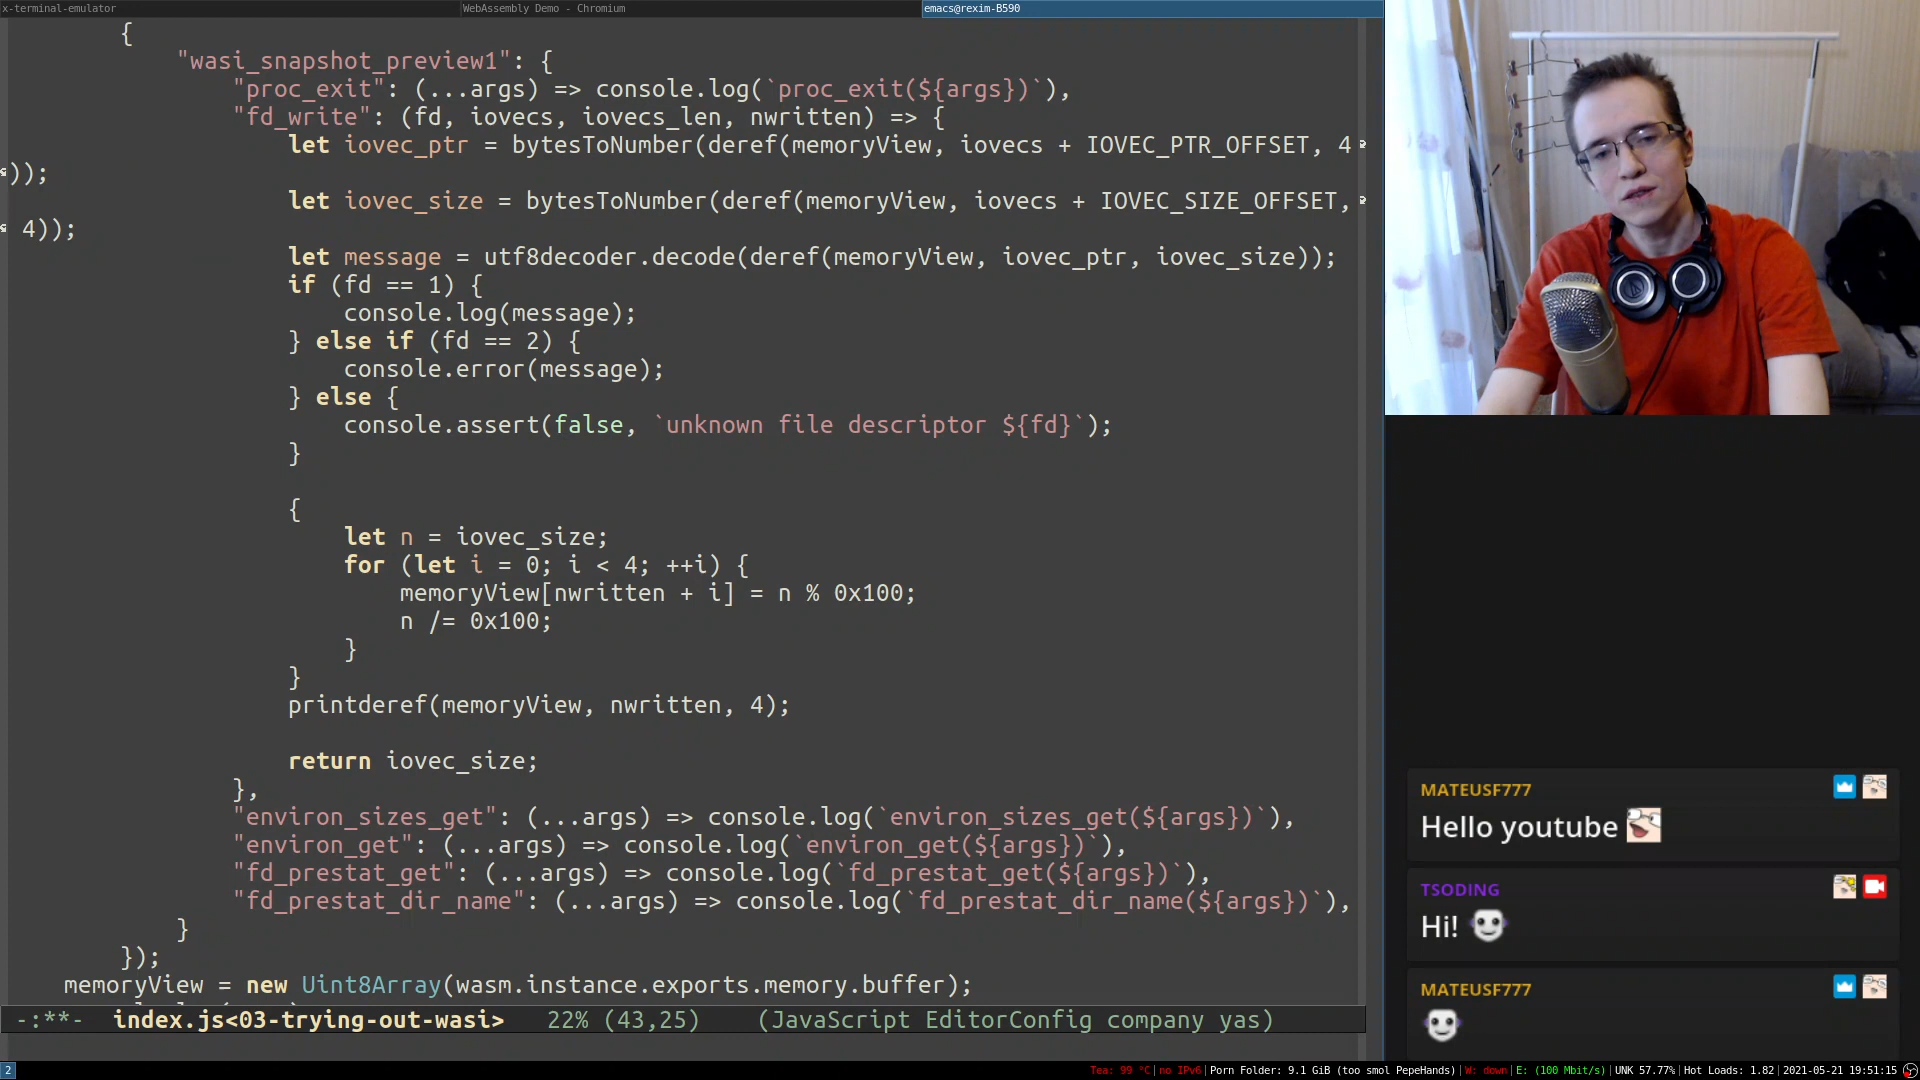 x-terminal-emulator
WebAssembly Demo - Chromium
emacs@rexim-B590
{
"wasi_snapshot_preview1": {
"proc_exit": (...args) => console.log(`proc_exit(${args})`),
"fd_write": (fd, iovecs, iovecs_len, nwritten) => {
let iovec_ptr = bytesToNumber(deref(memoryView, iovecs + IOVEC_PTR_OFFSET, 4
));
let iovec_size = bytesToNumber(deref(memoryView, iovecs + IOVEC_SIZE_OFFSET,
4));
let message = utf8decoder.decode(deref(memoryView, iovec_ptr, iovec_size));
if (fd == 1) {
console.log(message);
} else if (fd == 2) {
console.error(message);
} else {
console.assert(false, `unknown file descriptor ${fd}`);
}
{
let n = iovec_size;
for (let i = 0; i < 4; ++i) {
memoryView[nwritten + i] = n % 0x100;
n /= 0x100;
}
}
printderef(memoryView, nwritten, 4);
return iovec_size;
},
"environ_sizes_get": (...args) => console.log(`environ_sizes_get(${args})`),
"environ_get": (...args) => console.log(`environ_get(${args})`),
"fd_prestat_get": (...args) => console.log(`fd_prestat_get(${args})`),
"fd_prestat_dir_name": (...args) => console.log(`fd_prestat_dir_name(${args})`),
}
});
memoryView = new Uint8Array(wasm.instance.exports.memory.buffer);
-:**- index.js<03-trying-out-wasi> 22% (43,25) (JavaScript EditorConfig company yas)
MATEUSF777
Hello youtube
TSODING
Hi!
MATEUSF777
2
Tea: 99 °C|no IPv6|Porn Folder: 9.1 GiB (too smol PepeHands)|W: down|E: (100 Mbit/s)|UNK 57.77%|Hot Loads: 1.82|2021-05-21 19:51:15